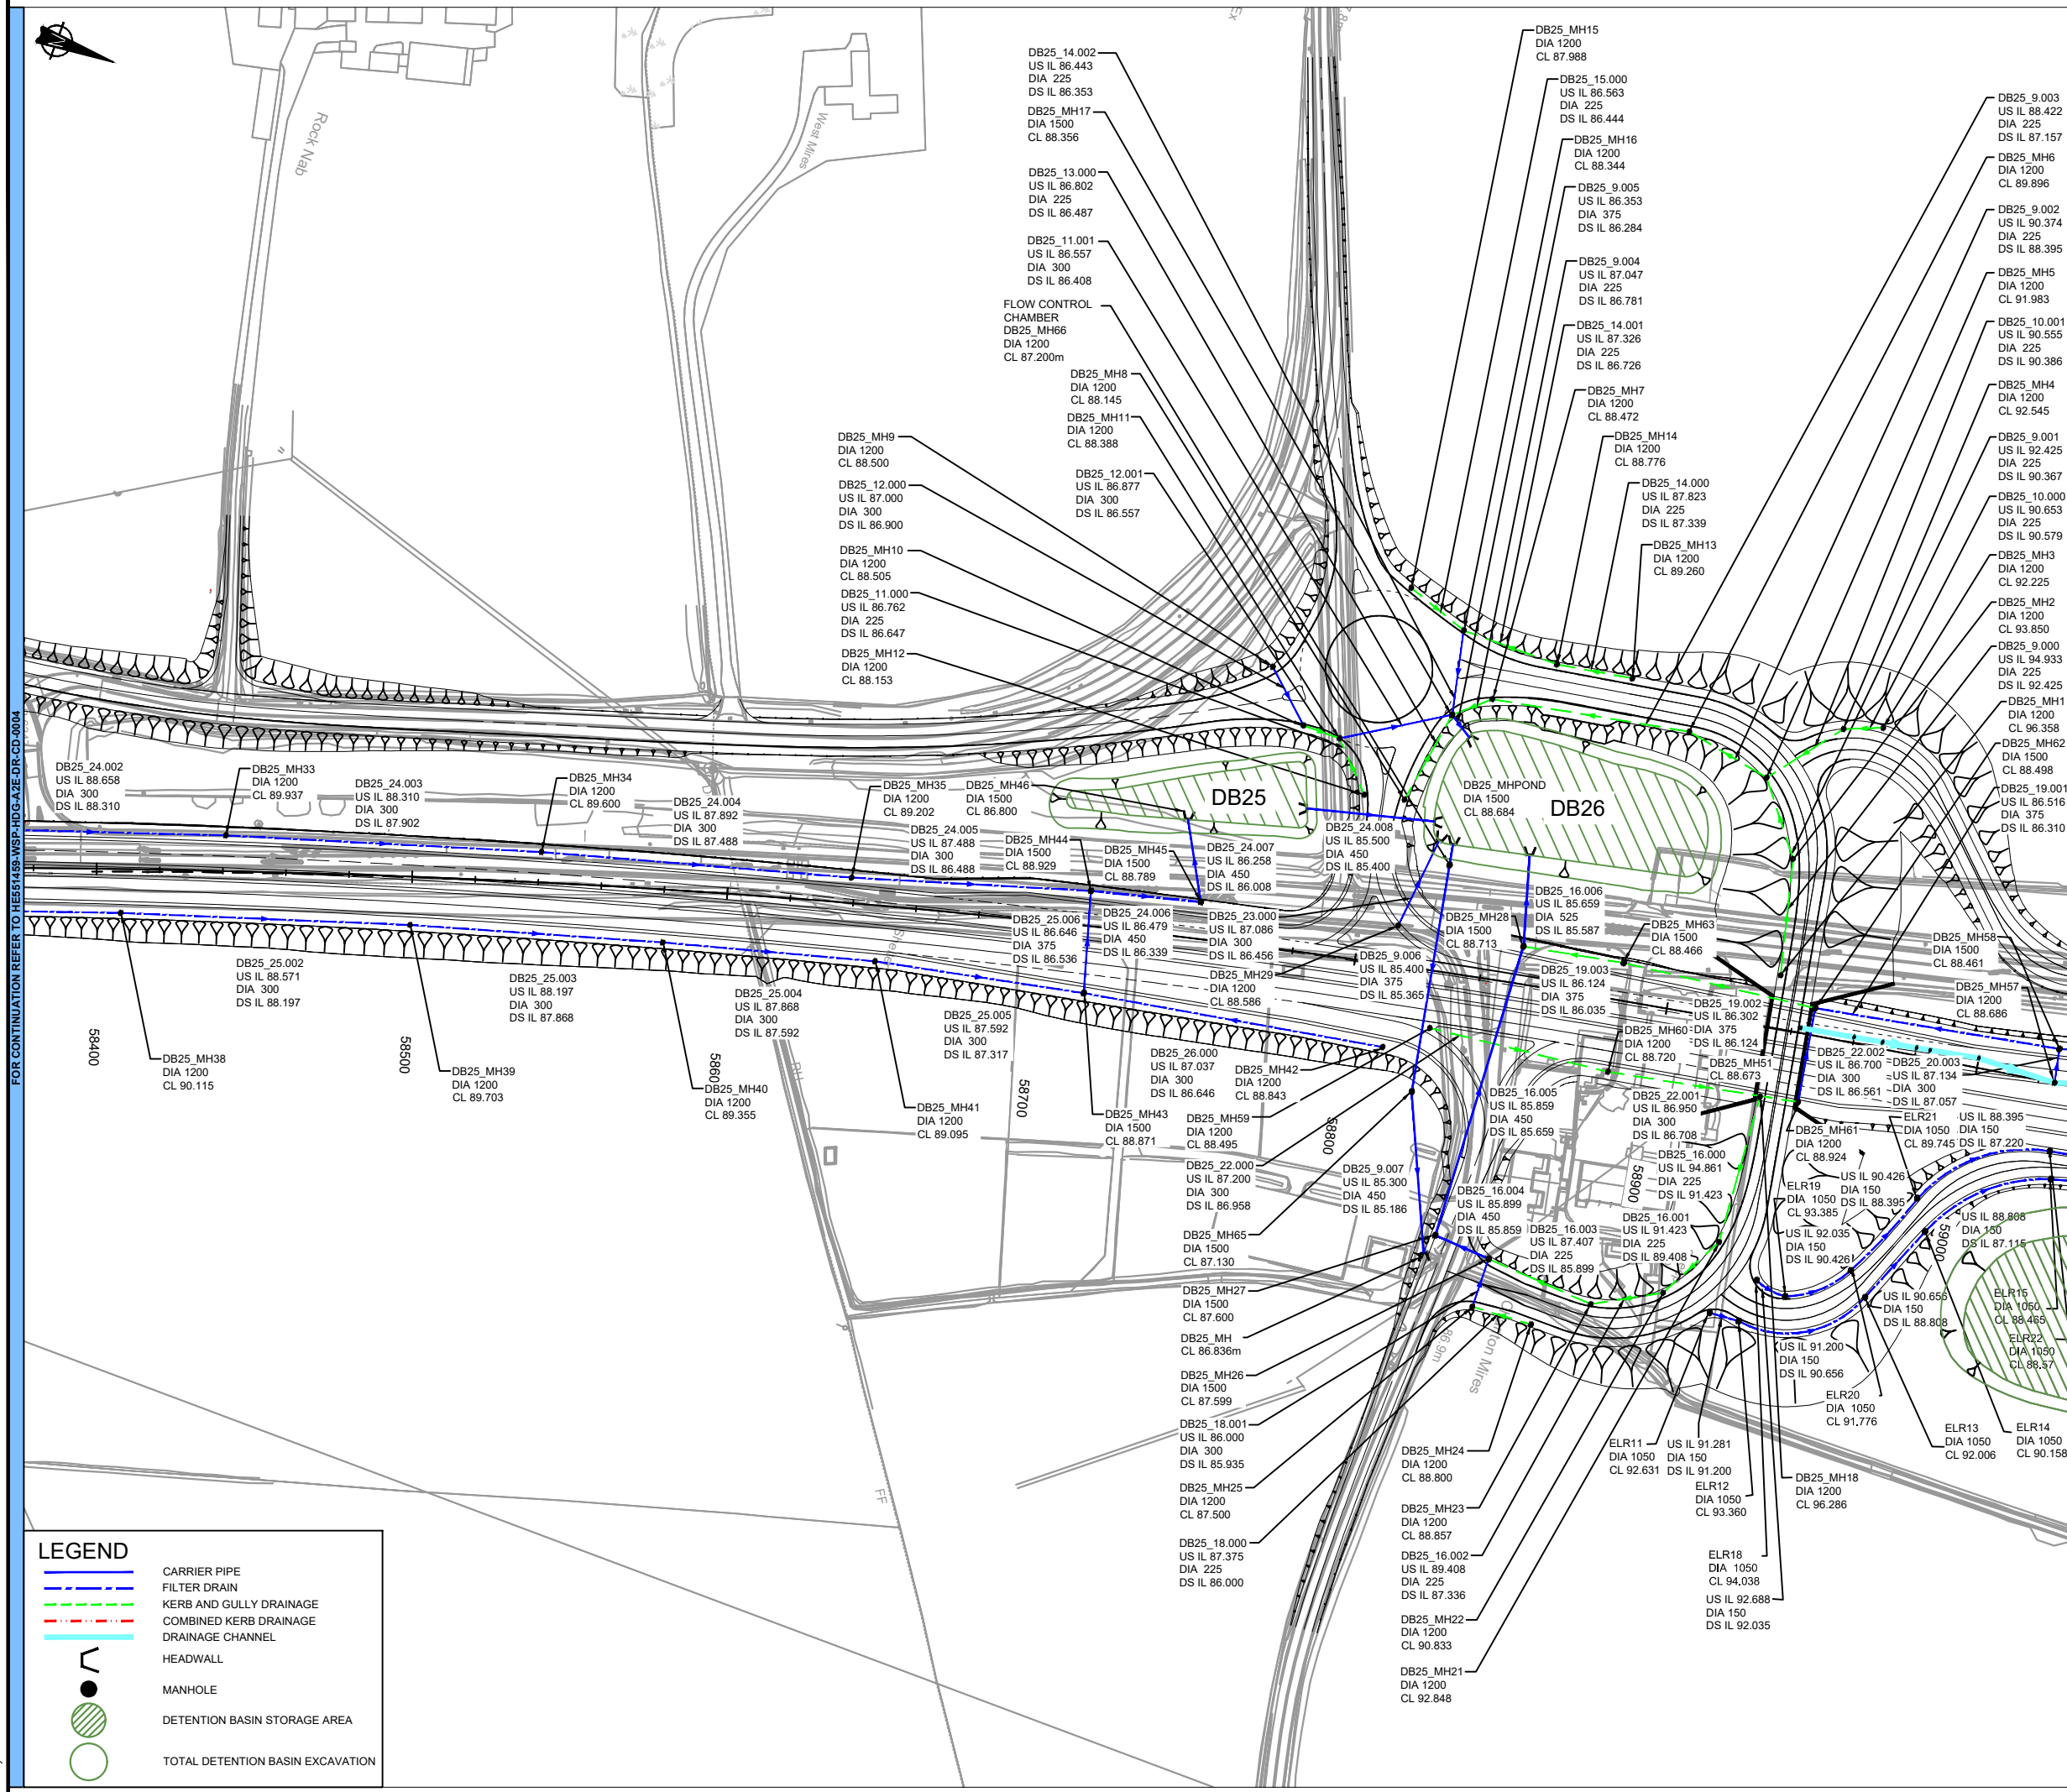 FOR CONTINUATION REFER TO HE551459-WSP-HDG-A2E-DR-CD-0004
Rock Nab
West Mires
DB25_14.002
US IL 86.443
DIA 225
DS IL 86.353
DB25_MH17
DIA 1500
CL 88.356
DB25_13.000
US IL 86.802
DIA 225
DS IL 86.487
DB25_11.001
US IL 86.557
DIA 300
DS IL 86.408
FLOW CONTROL
CHAMBER
DB25_MH66
DIA 1200
CL 87.200m
DB25_MH8
DIA 1200
CL 88.145
DB25_MH11
DIA 1200
CL 88.388
DB25_12.001
US IL 86.877
DIA 300
DS IL 86.557
DB25_MH9
DIA 1200
CL 88.500
DB25_12.000
US IL 87.000
DIA 300
DS IL 86.900
DB25_MH10
DIA 1200
CL 88.505
DB25_11.000
US IL 86.762
DIA 225
DS IL 86.647
DB25_MH12
DIA 1200
CL 88.153
DB25_MH15
DIA 1200
CL 87.988
DB25_15.000
US IL 86.563
DIA 225
DS IL 86.444
DB25_MH16
DIA 1200
CL 88.344
DB25_9.005
US IL 86.353
DIA 375
DS IL 86.284
DB25_9.004
US IL 87.047
DIA 225
DS IL 86.781
DB25_14.001
US IL 87.326
DIA 225
DS IL 86.726
DB25_MH7
DIA 1200
CL 88.472
DB25_MH14
DIA 1200
CL 88.776
DB25_14.000
US IL 87.823
DIA 225
DS IL 87.339
DB25_MH13
DIA 1200
CL 89.260
DB25_9.003
US IL 88.422
DIA 225
DS IL 87.157
DB25_MH6
DIA 1200
CL 89.896
DB25_9.002
US IL 90.374
DIA 225
DS IL 88.395
DB25_MH5
DIA 1200
CL 91.983
DB25_10.001
US IL 90.555
DIA 225
DS IL 90.386
DB25_MH4
DIA 1200
CL 92.545
DB25_9.001
US IL 92.425
DIA 225
DS IL 90.367
DB25_10.000
US IL 90.653
DIA 225
DS IL 90.579
DB25_MH3
DIA 1200
CL 92.225
DB25_MH2
DIA 1200
CL 93.850
DB25_9.000
US IL 94.933
DIA 225
DS IL 92.425
DB25_MH1
DIA 1200
CL 96.358
DB25_MH62
DIA 1500
CL 88.498
DB25_19.001
US IL 86.516
DIA 375
DS IL 86.310
DB25_24.002
US IL 88.658
DIA 300
DS IL 88.310
DB25_MH33
DIA 1200
CL 89.937
DB25_24.003
US IL 88.310
DIA 300
DS IL 87.902
DB25_MH34
DIA 1200
CL 89.600
DB25_24.004
US IL 87.892
DIA 300
DS IL 87.488
DB25_MH35
DIA 1200
CL 89.202
DB25_24.005
US IL 87.488
DIA 300
DS IL 86.488
DB25_MH46
DIA 1500
CL 86.800
DB25_MH44
DIA 1500
CL 88.929
DB25_MH45
DIA 1500
CL 88.789
DB25
DB25_24.007
US IL 86.258
DIA 450
DS IL 86.008
DB25_24.008
US IL 85.500
DIA 450
DS IL 85.400
DB25_MHPOND
DIA 1500
CL 88.684
DB26
DB25_25.006
US IL 86.646
DIA 375
DS IL 86.536
DB25_24.006
US IL 86.479
DIA 450
DS IL 86.339
DB25_23.000
US IL 87.086
DIA 300
DS IL 86.456
DB25_MH29
DIA 1200
CL 88.586
DB25_MH28
DIA 1500
CL 88.713
DB25_16.006
US IL 85.659
DIA 525
DS IL 85.587
DB25_MH63
DIA 1500
CL 88.466
DB25_MH58
DIA 1500
CL 88.461
DB25_9.006
US IL 85.400
DIA 375
DS IL 85.365
DB25_19.003
US IL 86.124
DIA 375
DS IL 86.035
DB25_19.002
US IL 86.302
DIA 375
DS IL 86.124
DB25_MH57
DIA 1200
CL 88.686
DB25_MH60
DIA 1200
CL 88.720
DB25_MH51
CL 88.673
DB25_22.002
US IL 86.700
DIA 300
DS IL 86.561
DB25_20.003
US IL 87.134
DIA 300
DS IL 87.057
DB25_25.002
US IL 88.571
DIA 300
DS IL 88.197
DB25_25.003
US IL 88.197
DIA 300
DS IL 87.868
DB25_25.004
US IL 87.868
DIA 300
DS IL 87.592
DB25_25.005
US IL 87.592
DIA 300
DS IL 87.317
DB25_26.000
US IL 87.037
DIA 300
DS IL 86.646
58400
58500
58700
58800
58900
59000
DB25_MH38
DIA 1200
CL 90.115
DB25_MH39
DIA 1200
CL 89.703
DB25_MH40
DIA 1200
CL 89.355
DB25_MH41
DIA 1200
CL 89.095
DB25_MH43
DIA 1500
CL 88.871
DB25_MH42
DIA 1200
CL 88.843
DB25_MH59
DIA 1200
CL 88.495
DB25_22.000
US IL 87.200
DIA 300
DS IL 86.958
DB25_MH65
DIA 1500
CL 87.130
DB25_MH27
DIA 1500
CL 87.600
DB25_MH
CL 86.836m
DB25_MH26
DIA 1500
CL 87.599
DB25_18.001
US IL 86.000
DIA 300
DS IL 85.935
DB25_MH25
DIA 1200
CL 87.500
DB25_18.000
US IL 87.375
DIA 225
DS IL 86.000
DB25_9.007
US IL 85.300
DIA 450
DS IL 85.186
DB25_16.005
US IL 85.859
DIA 450
DS IL 85.659
DB25_16.004
US IL 85.899
DIA 450
DS IL 85.859
DB25_16.003
US IL 87.407
DIA 225
DS IL 85.899
DB25_22.001
US IL 86.950
DIA 300
DS IL 86.708
DB25_16.000
US IL 94.861
DIA 225
DS IL 91.423
DB25_16.001
US IL 91.423
DIA 225
DS IL 89.408
DB25_MH61
DIA 1200
CL 88.924
ELR21
DIA 1050
CL 89.745
US IL 88.395
DIA 150
DS IL 87.220
ELR19
DIA 1050
CL 93.385
US IL 90.426
DIA 150
DS IL 88.395
US IL 92.035
DIA 150
DS IL 90.426
US IL 88.808
DIA 150
DS IL 87.115
US IL 90.656
DIA 150
DS IL 88.808
ELR15
DIA 1050
CL 88.465
ELR22
DIA 1050
CL 88.57
US IL 91.200
DIA 150
DS IL 90.656
ELR20
DIA 1050
CL 91.776
ELR13
DIA 1050
CL 92.006
ELR14
DIA 1050
CL 90.158
ELR11
DIA 1050
CL 92.631
US IL 91.281
DIA 150
DS IL 91.200
ELR12
DIA 1050
CL 93.360
DB25_MH18
DIA 1200
CL 96.286
ELR18
DIA 1050
CL 94.038
US IL 92.688
DIA 150
DS IL 92.035
DB25_MH24
DIA 1200
CL 88.800
DB25_MH23
DIA 1200
CL 88.857
DB25_16.002
US IL 89.408
DIA 225
DS IL 87.336
DB25_MH22
DIA 1200
CL 90.833
DB25_MH21
DIA 1200
CL 92.848
86.9m
Mires
FF
LEGEND
CARRIER PIPE
FILTER DRAIN
KERB AND GULLY DRAINAGE
COMBINED KERB DRAINAGE
DRAINAGE CHANNEL
HEADWALL
MANHOLE
DETENTION BASIN STORAGE AREA
TOTAL DETENTION BASIN EXCAVATION